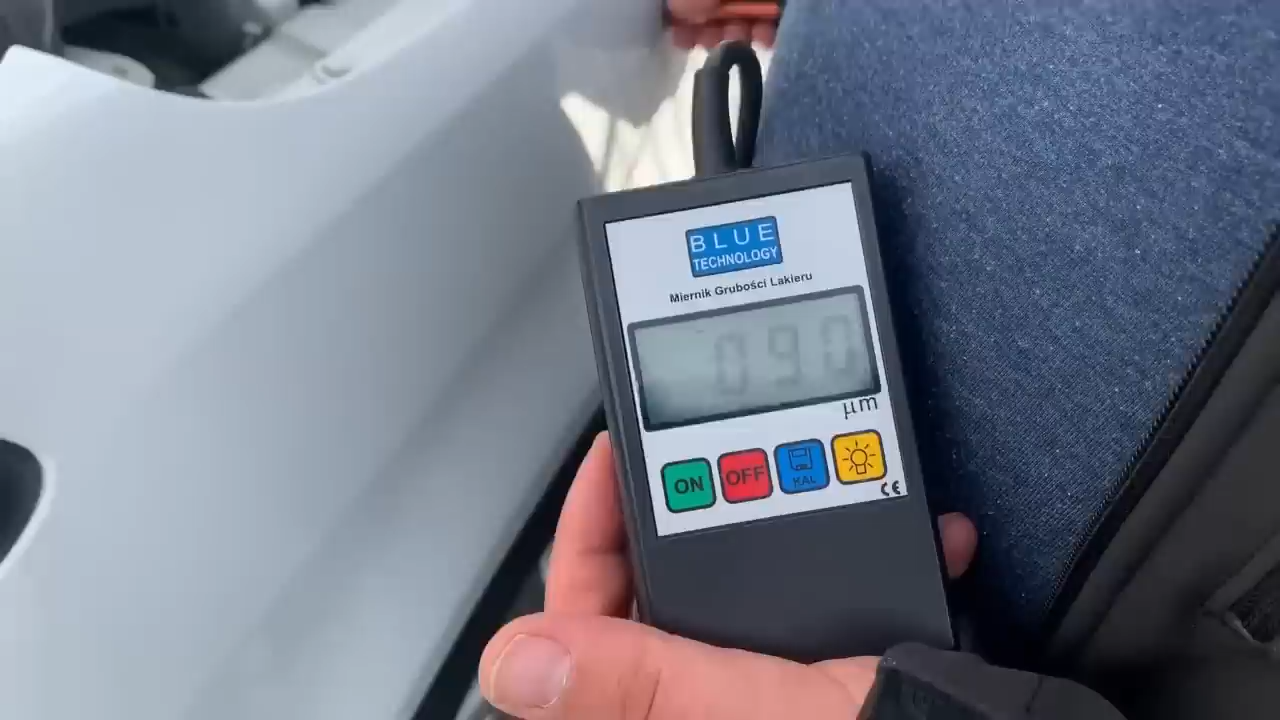 BLUE
TECHNOLOGY
Miernik Grubości Lakieru
090
μm
ON OFF KAL
CE